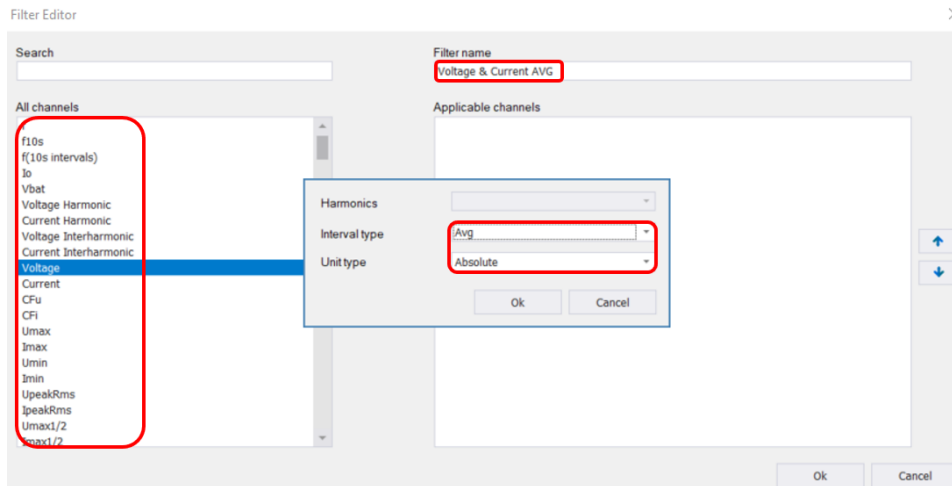 Filter Editor
Search
Filter name
Voltage & Current AVG
All channels
Applicable channels
f10s
f(10s intervals)
Io
Vbat
Voltage Harmonic
Current Harmonic
Voltage Interharmonic
Current Interharmonic
Voltage
Current
CFu
CFi
Umax
Imax
Umin
Imin
UpeakRms
IpeakRms
Umax1/2
Imax1/2
Harmonics
Interval type
Avg
Unit type
Absolute
Ok
Cancel
Ok
Cancel